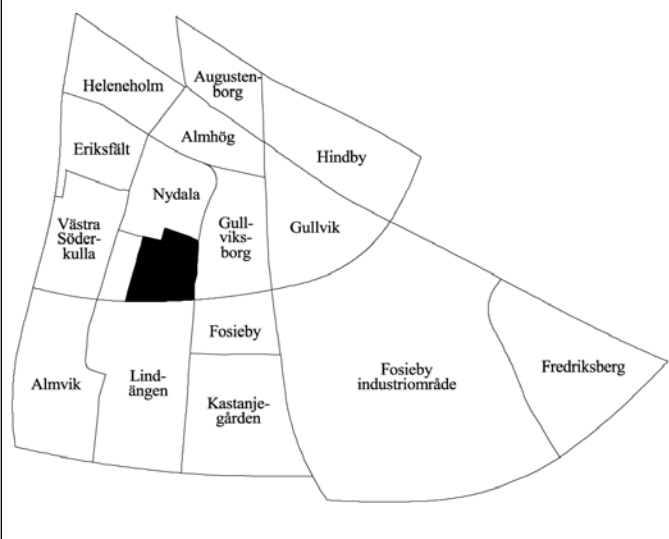 Heleneholm
Augusten-
borg
Almhög
Eriksfält
Hindby
Nydala
Västra
Söder-
kulla
Gull-
viks-
borg
Gullvik
Fosieby
Almvik
Lind-
ängen
Fosieby
industriområde
Fredriksberg
Kastanje-
gården